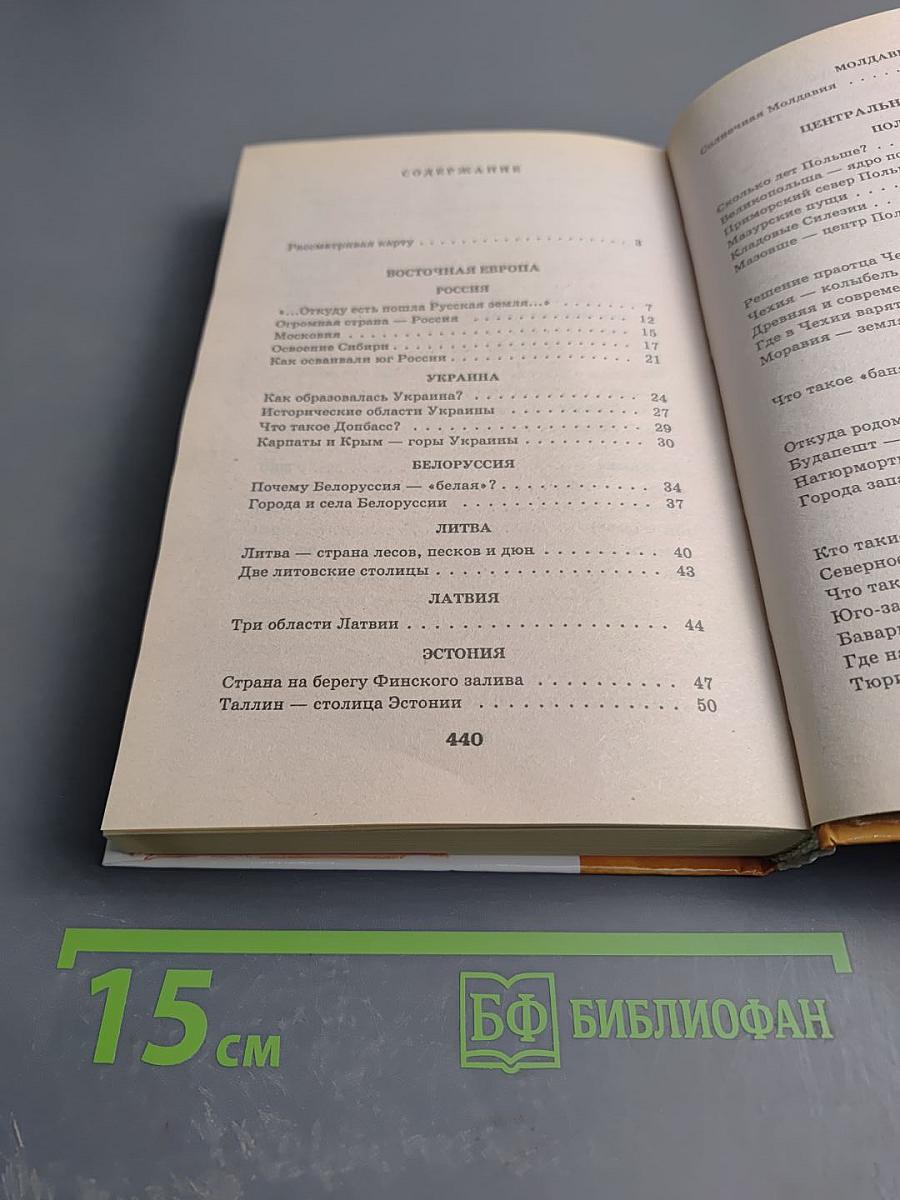 СОДЕРЖАНИЕ
Рассматривая карту . . . . . . . . . . . . . . . . . . 3
ВОСТОЧНАЯ ЕВРОПА
РОССИЯ
«...Откуду есть пошла Русская земля...» . . . . . . . 7
Огромная страна — Россия . . . . . . . . . . . . . 12
Московия . . . . . . . . . . . . . . . . . . . . . . 15
Освоение Сибири . . . . . . . . . . . . . . . . . . 17
Как осваивали юг России . . . . . . . . . . . . . . 21
УКРАИНА
Как образовалась Украина? . . . . . . . . . . . . . 24
Исторические области Украины . . . . . . . . . . . 27
Что такое Донбасс? . . . . . . . . . . . . . . . . . 29
Карпаты и Крым — горы Украины . . . . . . . . . . 30
БЕЛОРУССИЯ
Почему Белоруссия — «белая»? . . . . . . . . . . . 34
Города и села Белоруссии . . . . . . . . . . . . . 37
ЛИТВА
Литва — страна лесов, песков и дюн . . . . . . . . . 40
Две литовские столицы . . . . . . . . . . . . . . . . 43
ЛАТВИЯ
Три области Латвии . . . . . . . . . . . . . . . . . . 44
ЭСТОНИЯ
Страна на берегу Финского залива . . . . . . . . . . 47
Таллин — столица Эстонии . . . . . . . . . . . . . . 50
440
МОЛДАВ
Солнечная Молдавия . . . .
ЦЕНТРАЛЬН
ПОЛ
Сколько лет Польше? . .
Великопольша — ядро по
Приморский север Поль
Мазурские пущи . . .
Кладовые Силезии . .
Мазовше — центр Пол
Решение праотца Че
Чехия — колыбель
Древняя и совреме
Где в Чехии варят
Моравия — земл
Что такое «бан
Откуда родом
Будапешт —
Натюрморт
Города запа
Кто таки
Северное
Что так
Юго-за
Бавар
Где н
Тюри
15 см
БФ БИБЛИОФАН